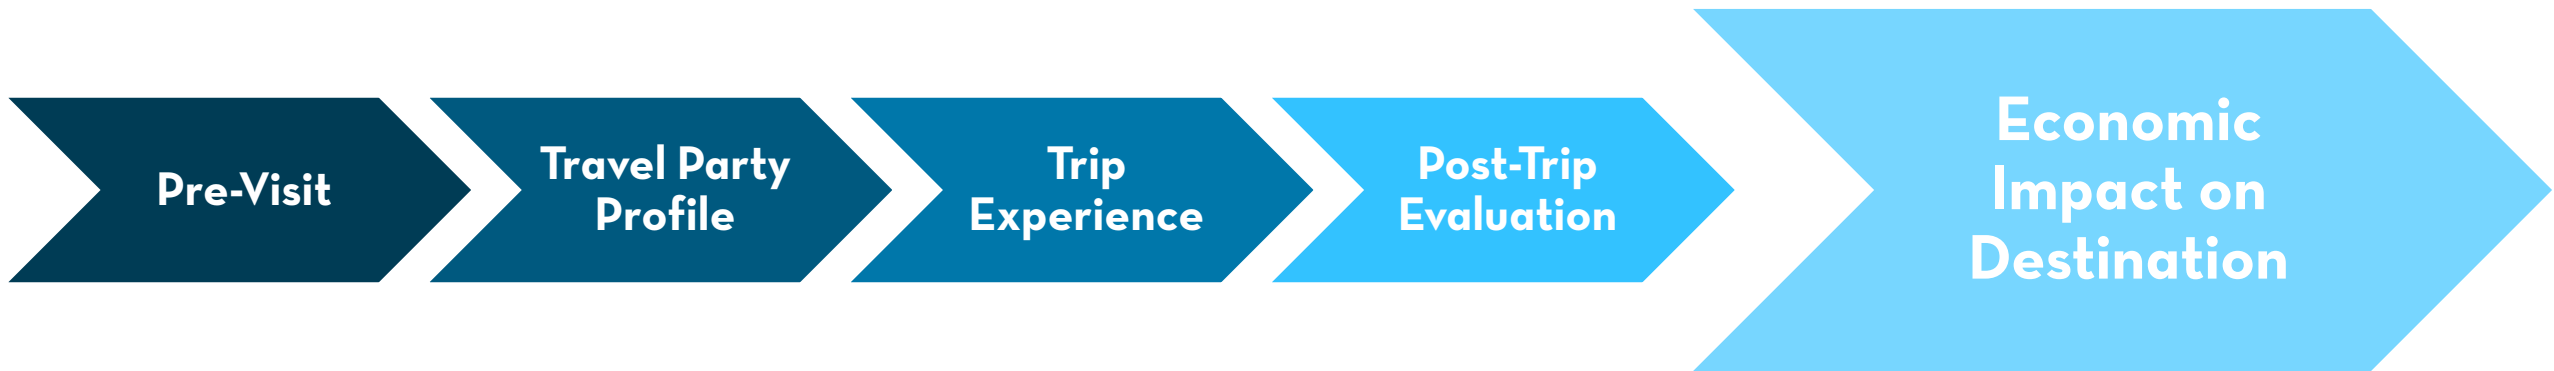 Pre-Visit
Travel Party
Profile
Trip
Experience
Post-Trip
Evaluation
Economic
Impact on
Destination